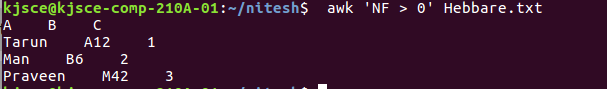 kjsce@kjsce-comp-210A-01:~/nitesh$ awk 'NF > 0' Hebbare.txt
A B C
Tarun A12 1
Man B6 2
Praveen M42 3